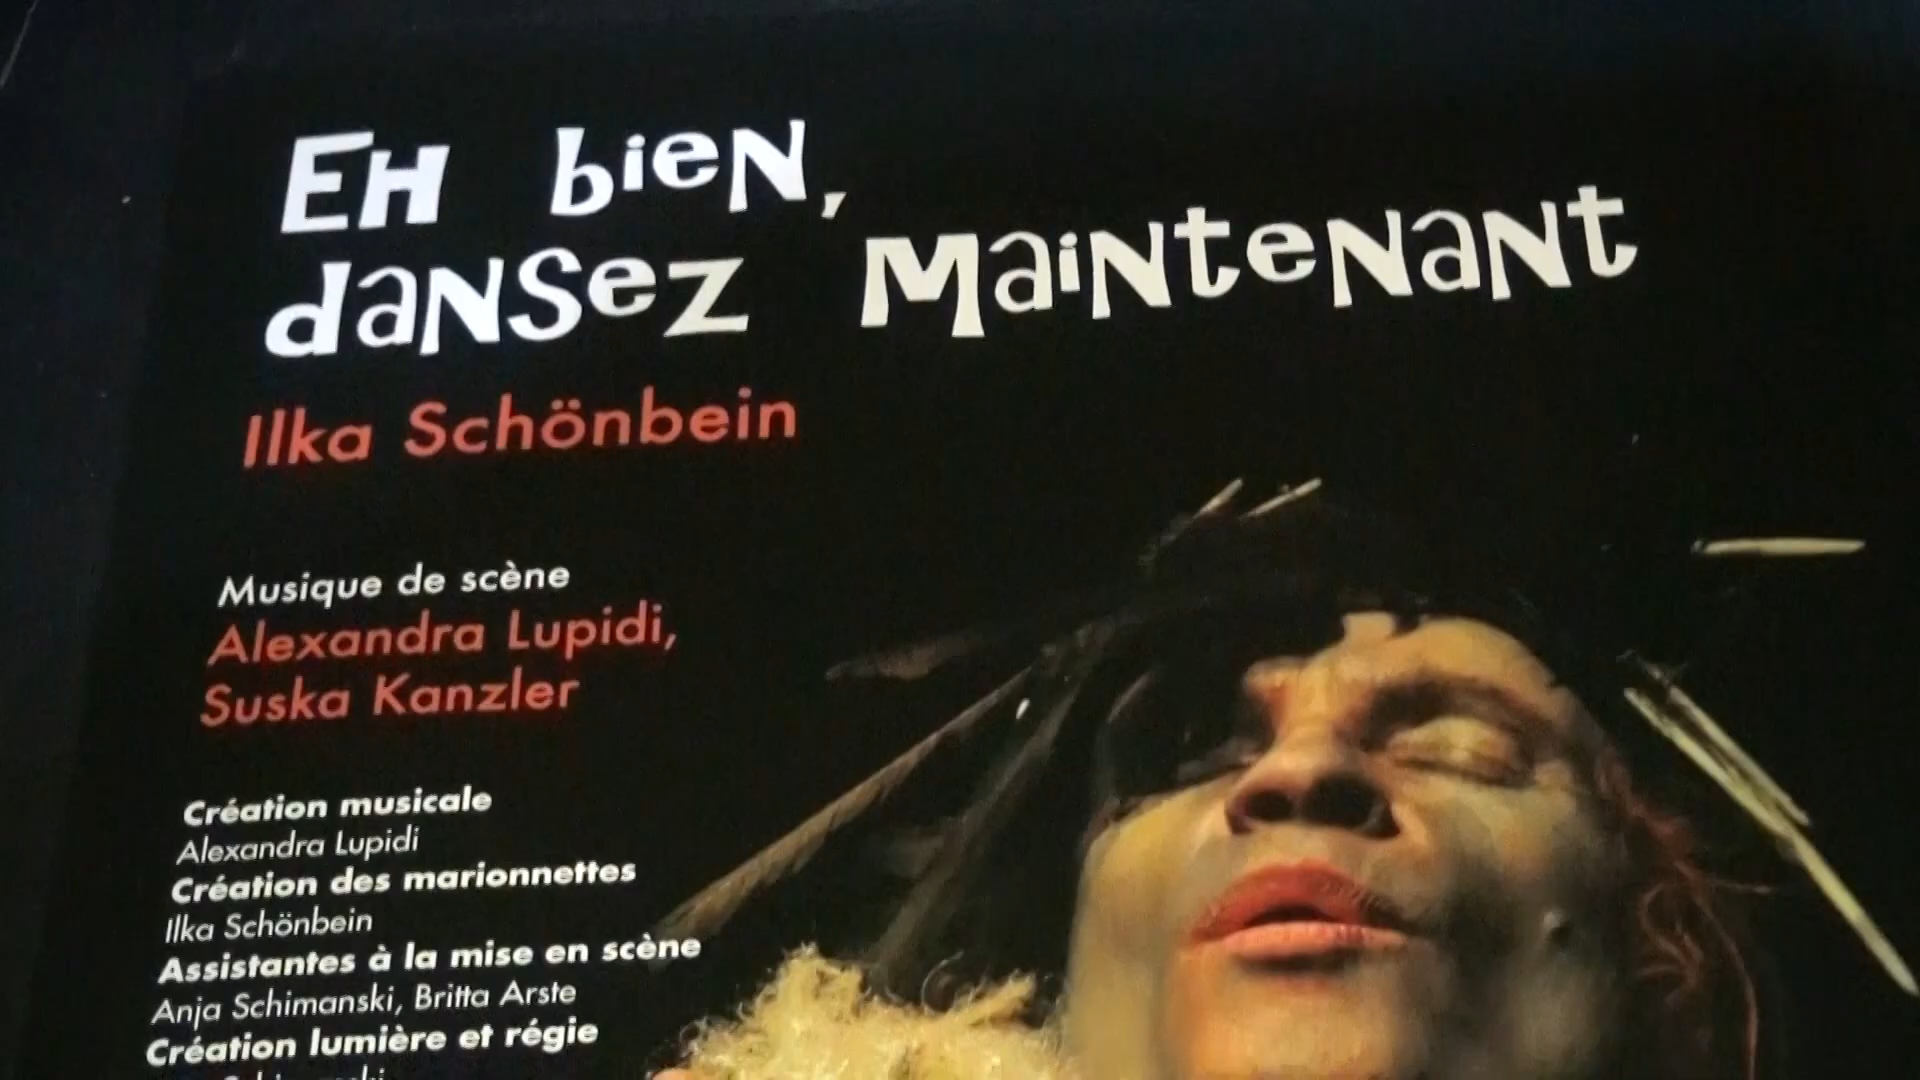 Eh bien,
dansez maintenant
Ilka Schönbein
Musique de scène
Alexandra Lupidi,
Suska Kanzler
Création musicale
Alexandra Lupidi
Création des marionnettes
Ilka Schönbein
Assistantes à la mise en scène
Anja Schimanski, Britta Arste
Création lumière et régie